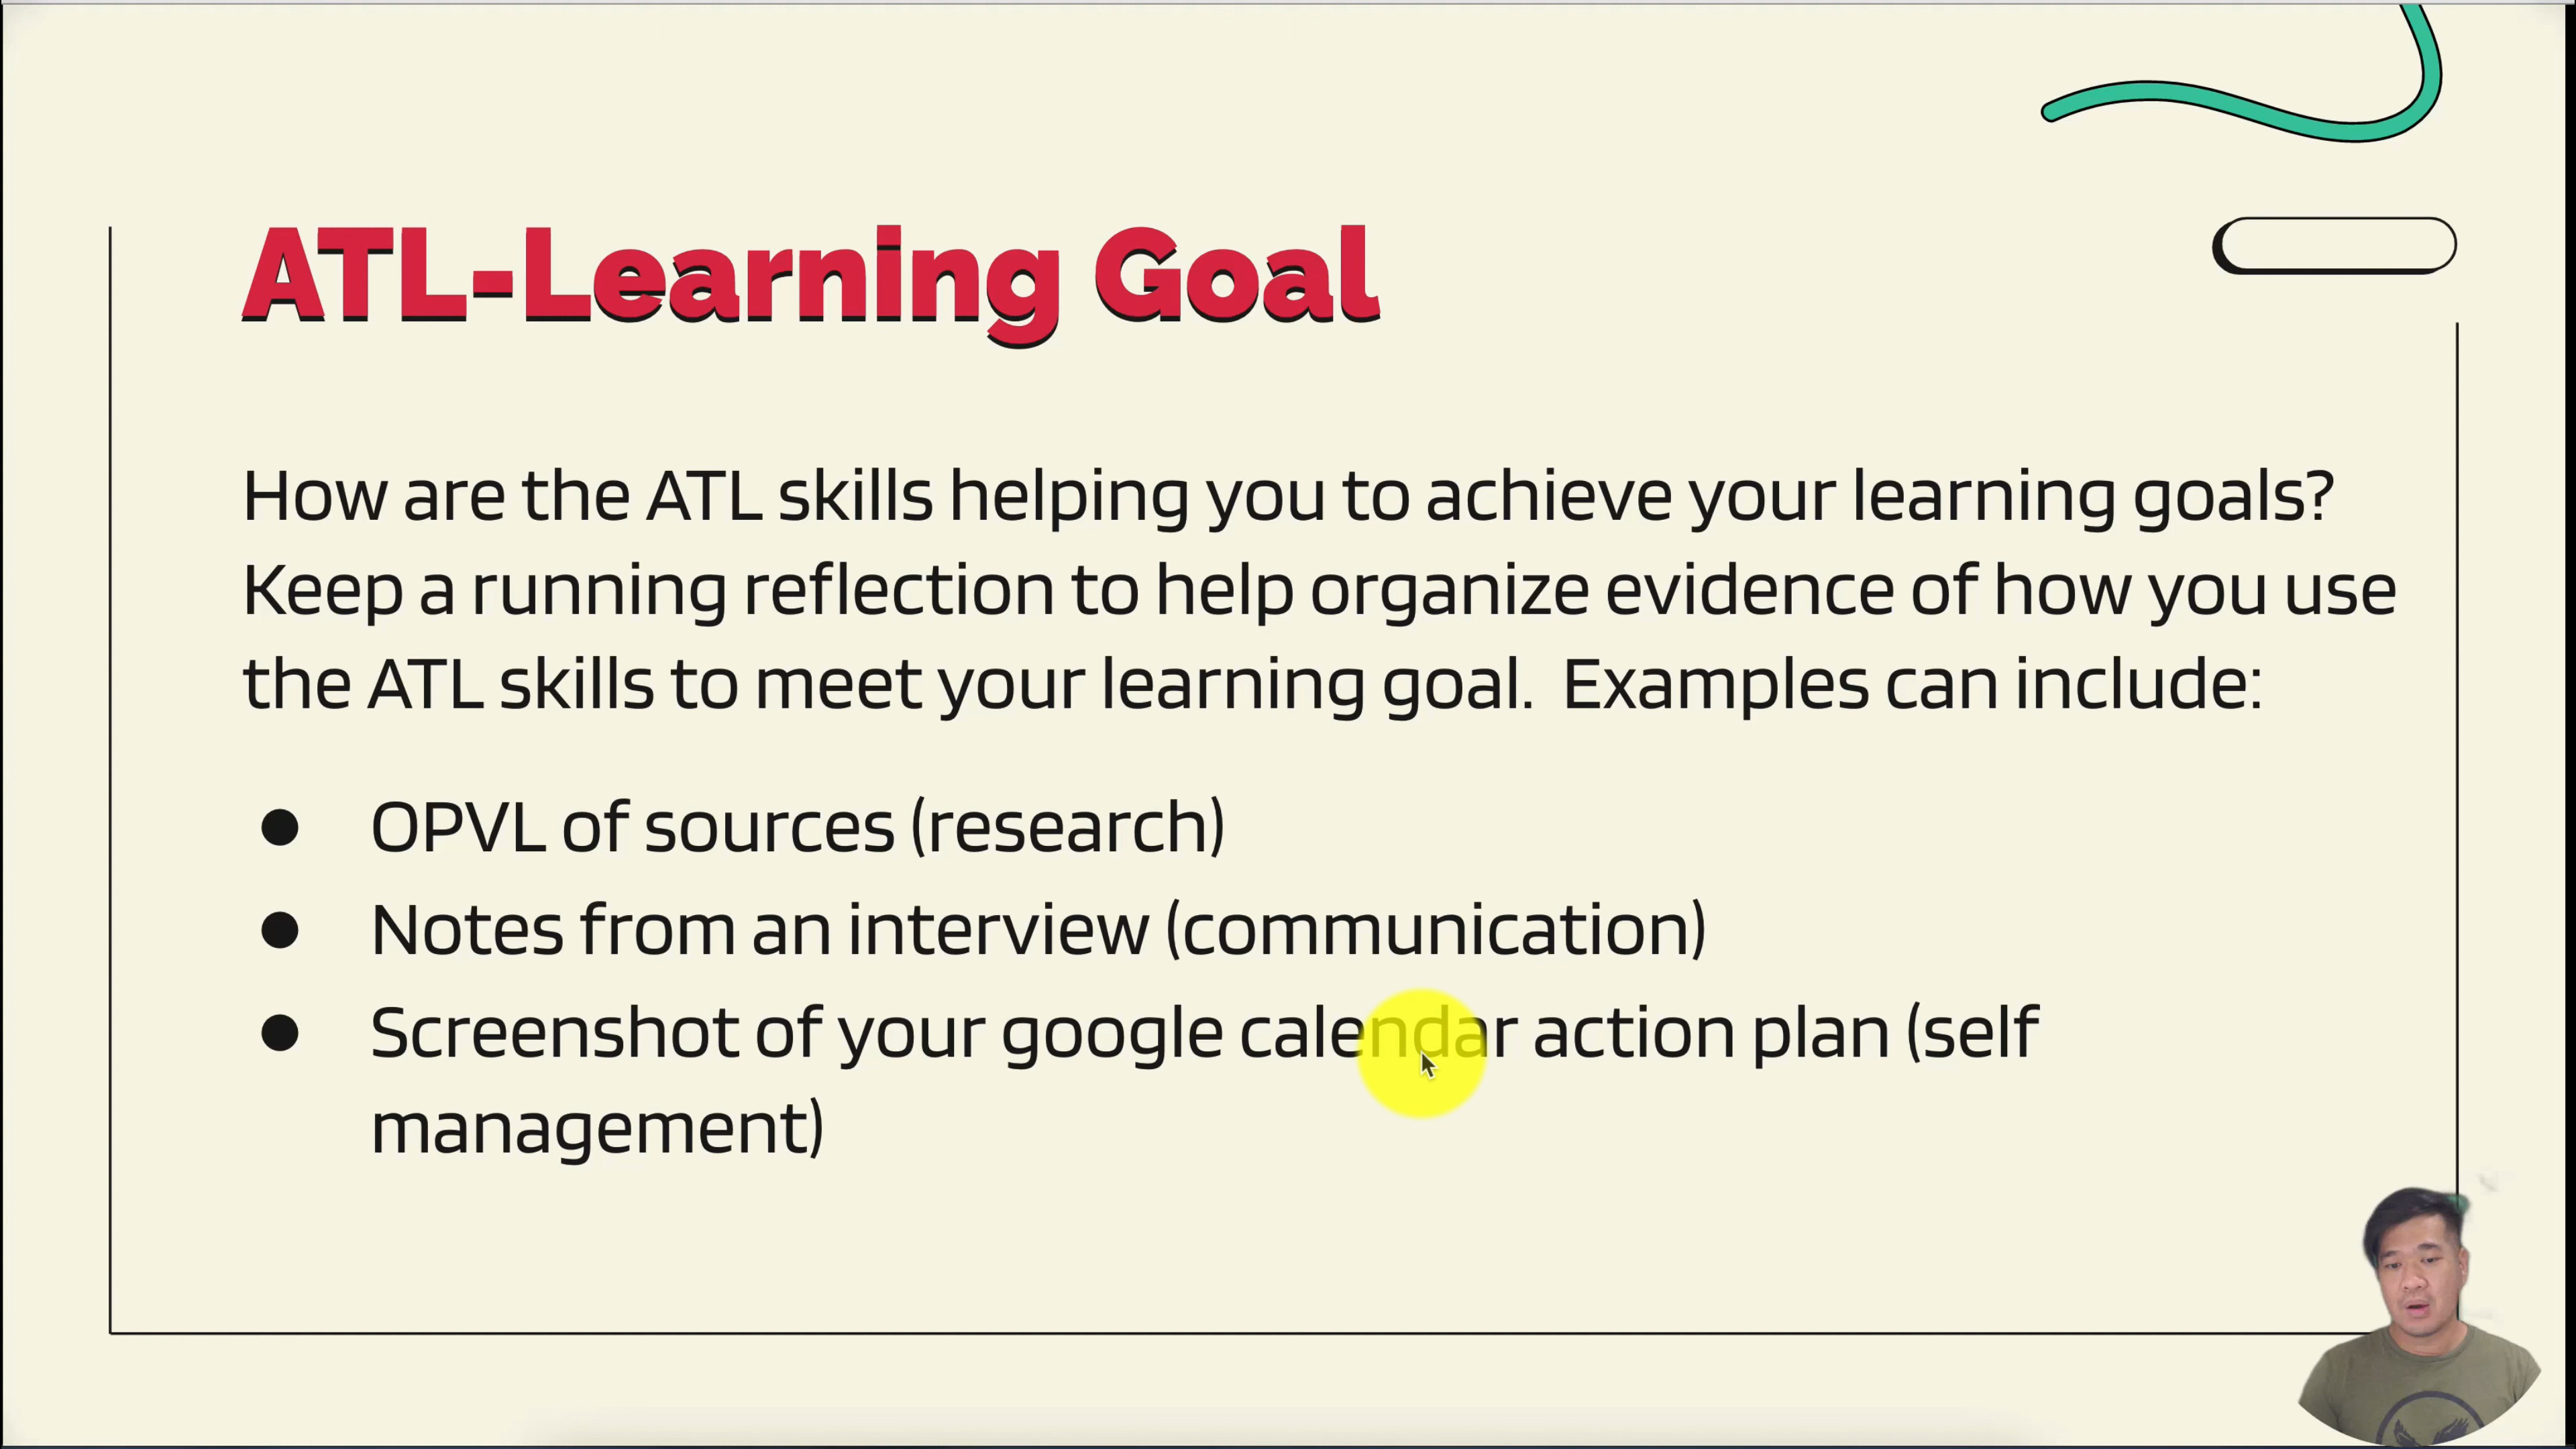 ATL-Learning Goal
How are the ATL skills helping you to achieve your learning goals?
Keep a running reflection to help organize evidence of how you use
the ATL skills to meet your learning goal.  Examples can include:
● OPVL of sources (research)
● Notes from an interview (communication)
● Screenshot of your google calendar action plan (self
management)